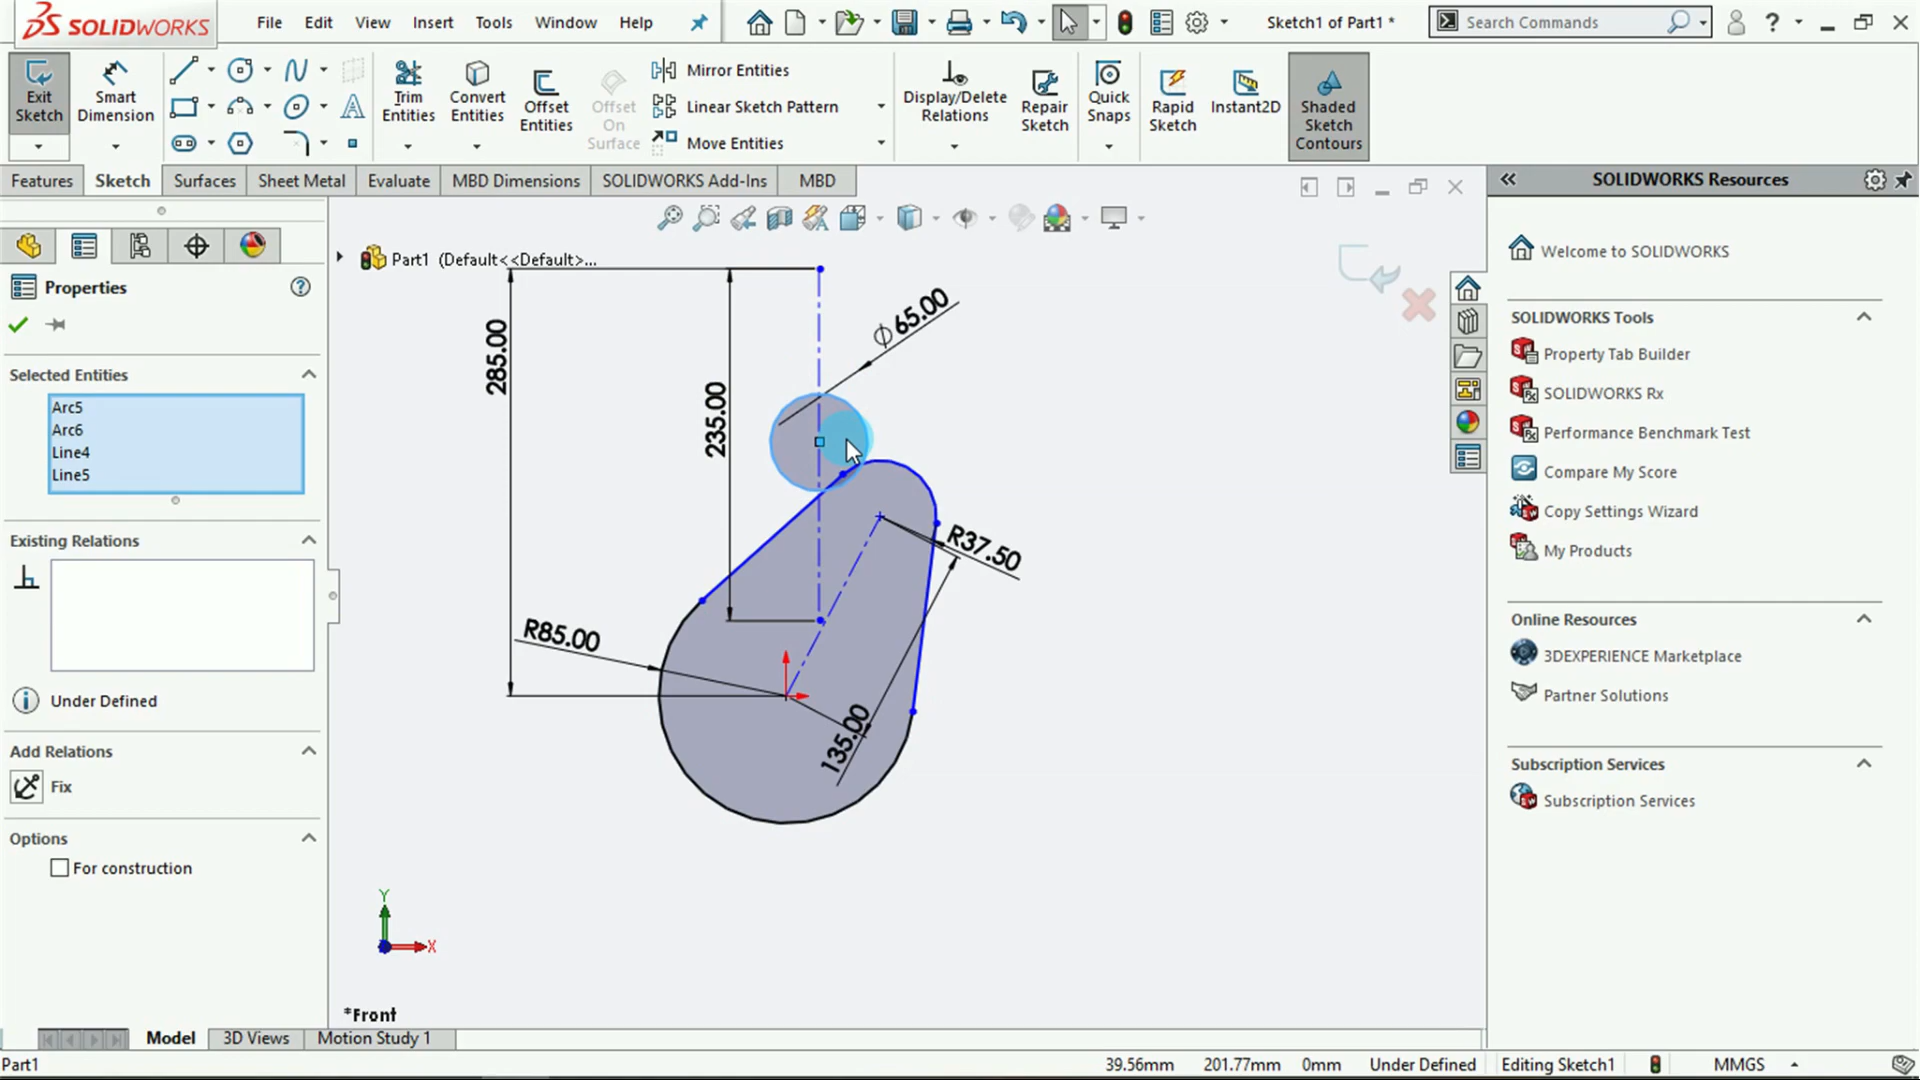 SOLIDWORKS
File Edit View Insert Tools Window Help
Sketch1 of Part1 *
Search Commands
Exit Sketch
Smart Dimension
Trim Entities
Convert Entities
Offset Entities
Offset On Surface
Mirror Entities
Linear Sketch Pattern
Move Entities
Display/Delete Relations
Repair Sketch
Quick Snaps
Rapid Sketch
Instant2D
Shaded Sketch Contours
Features Sketch Surfaces Sheet Metal Evaluate MBD Dimensions SOLIDWORKS Add-Ins MBD
SOLIDWORKS Resources
Properties
Selected Entities
Arc5
Arc6
Line4
Line5
Existing Relations
Under Defined
Add Relations
Fix
Options
For construction
Part1 (Default<<Default>...
285.00
235.00
ϕ 65.00
R37.50
R85.00
135.00
Y
X
*Front
Welcome to SOLIDWORKS
SOLIDWORKS Tools
Property Tab Builder
SOLIDWORKS Rx
Performance Benchmark Test
Compare My Score
Copy Settings Wizard
My Products
Online Resources
3DEXPERIENCE Marketplace
Partner Solutions
Subscription Services
Subscription Services
Model 3D Views Motion Study 1
Part1
39.56mm 201.77mm 0mm Under Defined Editing Sketch1 MMGS